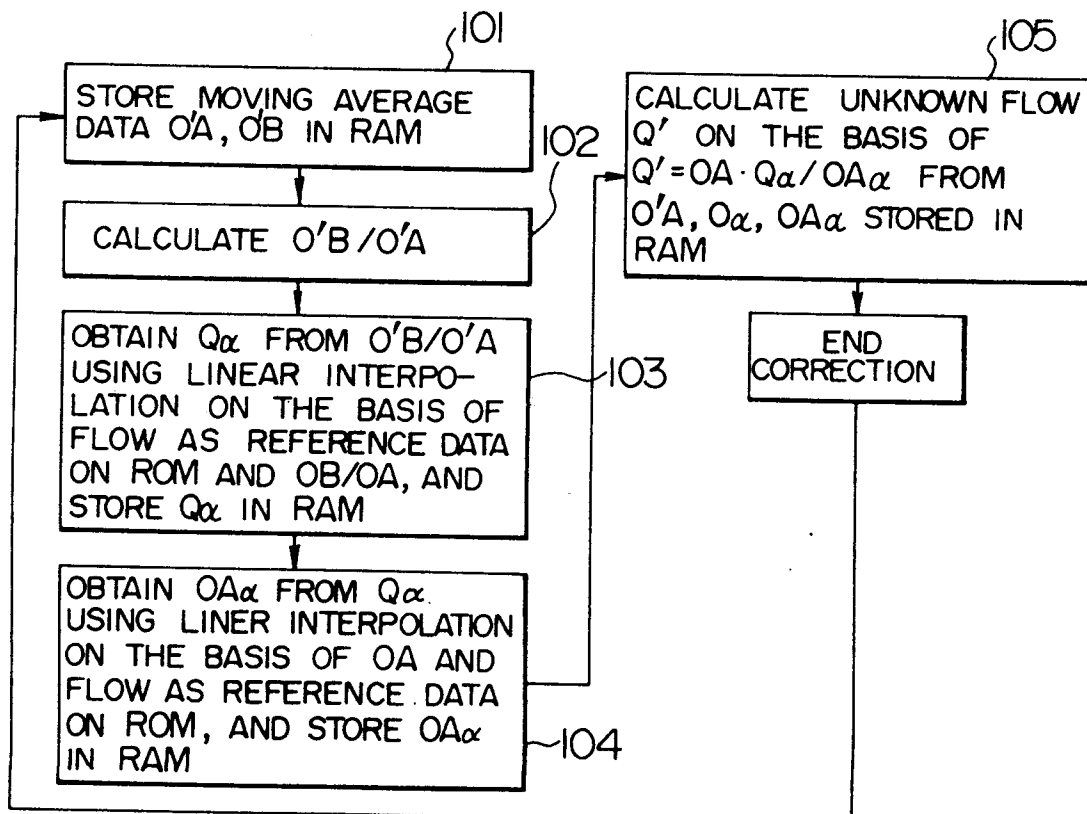 101
STORE MOVING AVERAGE
DATA O'A, O'B IN RAM
102
CALCULATE O'B/O'A
OBTAIN Qα FROM O'B/O'A
USING LINEAR INTERPO-
LATION ON THE BASIS OF
FLOW AS REFERENCE DATA
ON ROM AND OB/OA, AND
STORE Qα IN RAM
103
OBTAIN OAα FROM Qα.
USING LINER INTERPOLATION
ON THE BASIS OF OA AND
FLOW AS REFERENCE DATA
ON ROM, AND STORE OAα
IN RAM
104
105
CALCULATE UNKNOWN FLOW
Q' ON THE BASIS OF
Q'=OA·Qα/OAα FROM
O'A, Oα, OAα STORED IN
RAM
END
CORRECTION